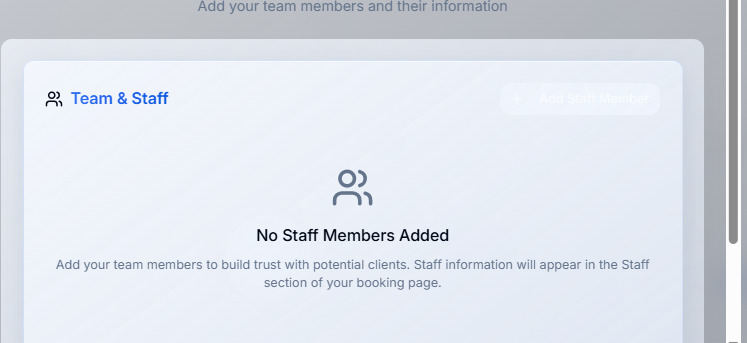 Add your team members and their information
Team & Staff
+ Add Staff Member
No Staff Members Added
Add your team members to build trust with potential clients. Staff information will appear in the Staff
section of your booking page.